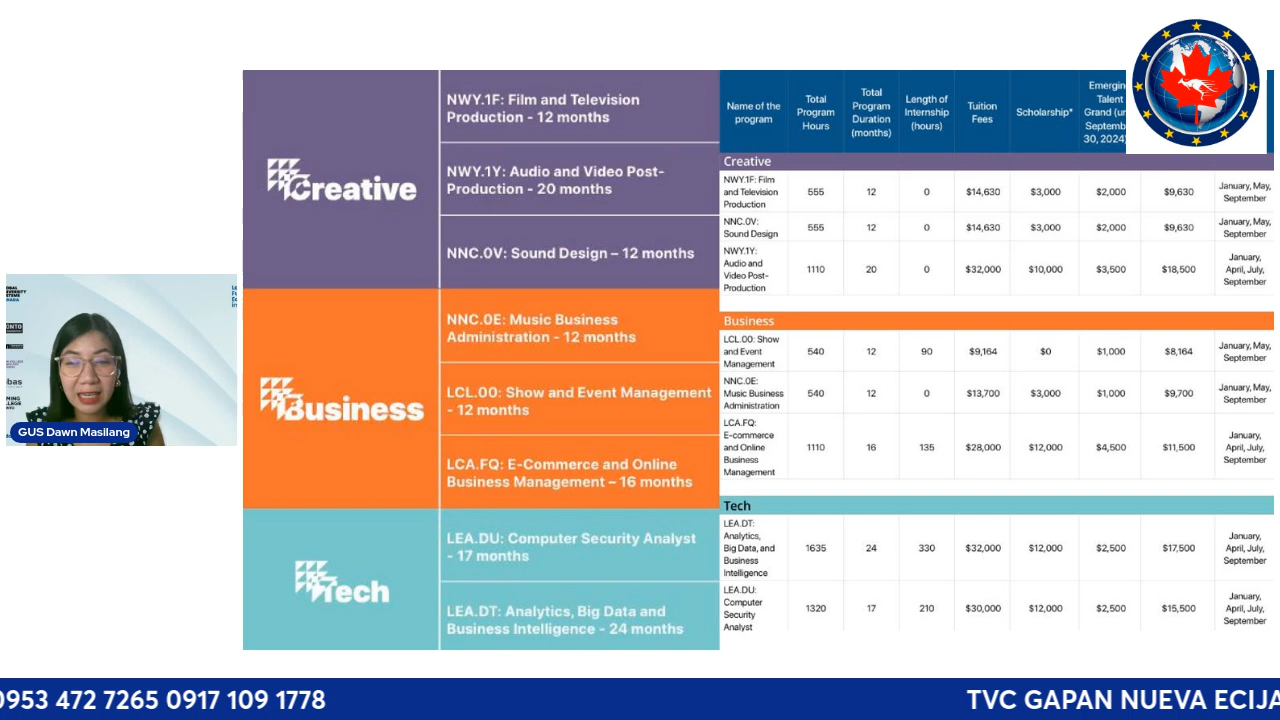 NWY.1F: Film and Television
Production - 12 months
NWY.1Y: Audio and Video Post-
Production - 20 months
NNC.0V: Sound Design – 12 months
Creative
NNC.0E: Music Business
Administration - 12 months
LCL.00: Show and Event Management
- 12 months
LCA.FQ: E-Commerce and Online
Business Management – 16 months
Business
LEA.DU: Computer Security Analyst
- 17 months
LEA.DT: Analytics, Big Data and
Business Intelligence - 24 months
Tech
Name of the
program
Total
Program
Hours
Total
Program
Duration
(months)
Length of
Internship
(hours)
Tuition
Fees
Scholarship*
Talent
30, 2024)
Creative
NWY.1F: Film
and Television
Production
555
12
0
$14,630
$3,000
$2,000
$9,630
January, May,
September
NNC.0V:
Sound Design
555
12
0
$14,630
$3,000
$2,000
$9,630
January, May,
September
NWY.1Y:
Audio and
Video Post-
Production
1110
20
0
$32,000
$10,000
$3,500
$18,500
January,
April, July,
September
Business
LCL.00: Show
and Event
Management
540
12
90
$9,164
$0
$1,000
$8,164
January, May,
September
NNC.0E:
Music Business
Administration
540
12
0
$13,700
$3,000
$1,000
$9,700
January, May,
September
LCA.FQ:
E-commerce
and Online
Business
Management
1110
16
135
$28,000
$12,000
$4,500
$11,500
January,
April, July,
September
Tech
LEA.DT:
Analytics,
Big Data, and
Business
Intelligence
1635
24
330
$32,000
$12,000
$2,500
$17,500
January,
April, July,
September
LEA.DU:
Computer
Security
Analyst
1320
17
210
$30,000
$12,000
$2,500
$15,500
January,
April, July,
September
GUS Dawn Masilang
0953 472 7265 0917 109 1778
TVC GAPAN NUEVA ECIJA